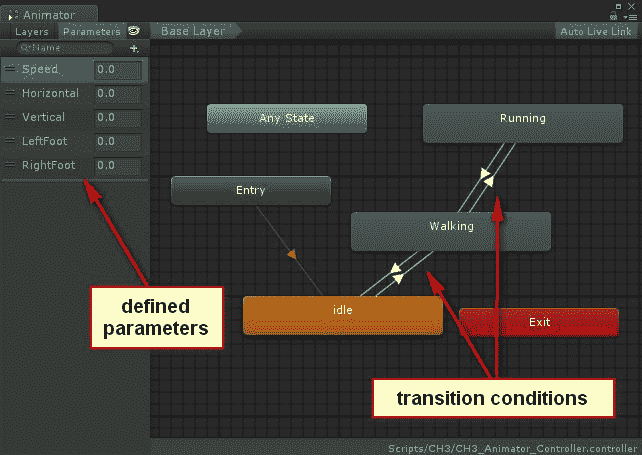 Animator
Layers Parameters
Base Layer
Auto Live Link
Name
Speed 0.0
Horizontal 0.0
Vertical 0.0
LeftFoot 0.0
RightFoot 0.0
Any State
Running
Entry
Walking
idle
Exit
defined
parameters
transition conditions
Scripts/CH3/CH3_Animator_Controller.controller